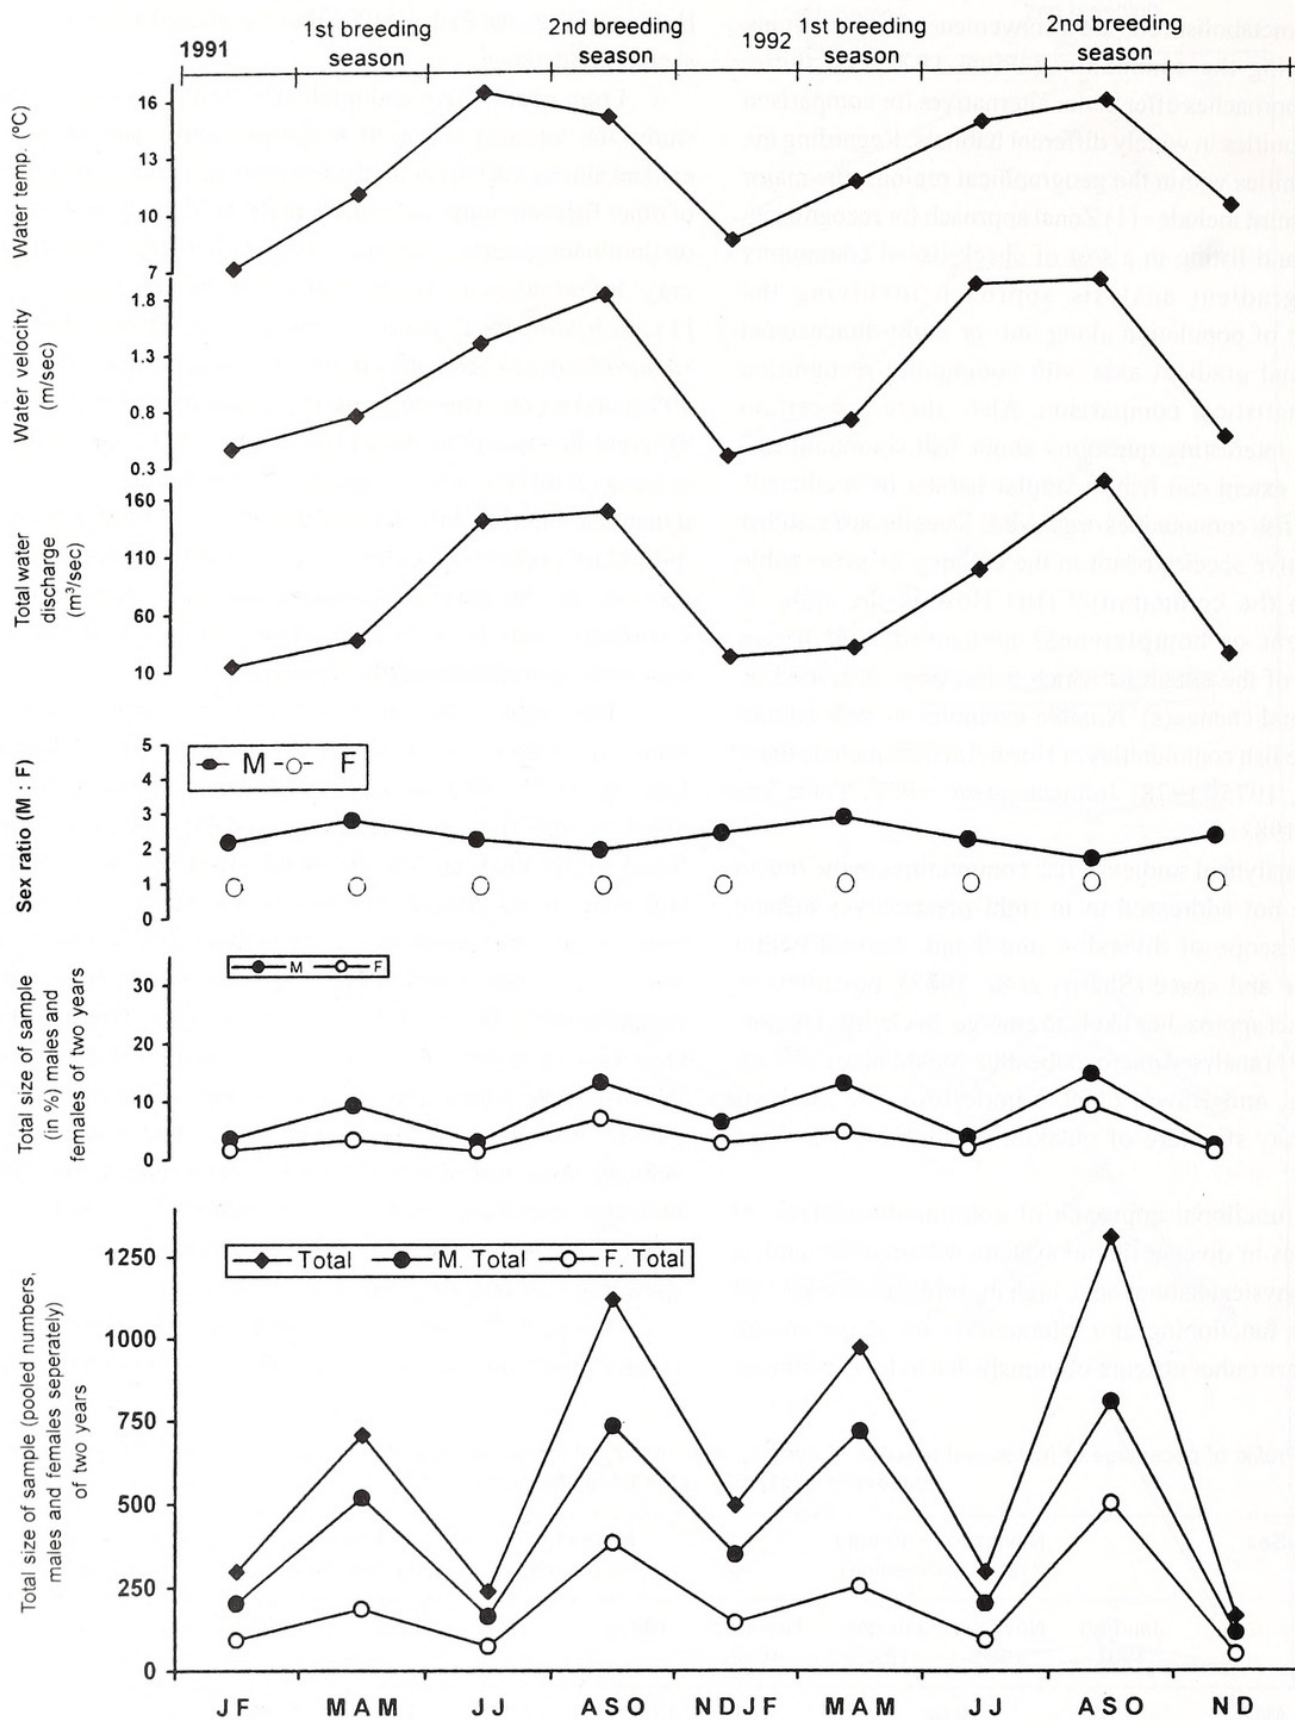 1991
1st breeding
season
2nd breeding
season
1992
1st breeding
season
2nd breeding
season
Water temp. (ºC)
16
13
10
7
Water velocity
(m/sec)
1.8
1.3
0.8
0.3
Total water
discharge
(m³/sec)
160
110
60
10
Sex ratio (M : F)
5
4
3
2
1
0
M F
Total size of sample
(in %) males and
females of two years
30
20
10
0
M F
Total size of sample (pooled numbers,
males and females seperately)
of two years
1250
1000
750
500
250
0
Total M. Total F. Total
J F M A M J J A S O N D J F M A M J J A S O N D